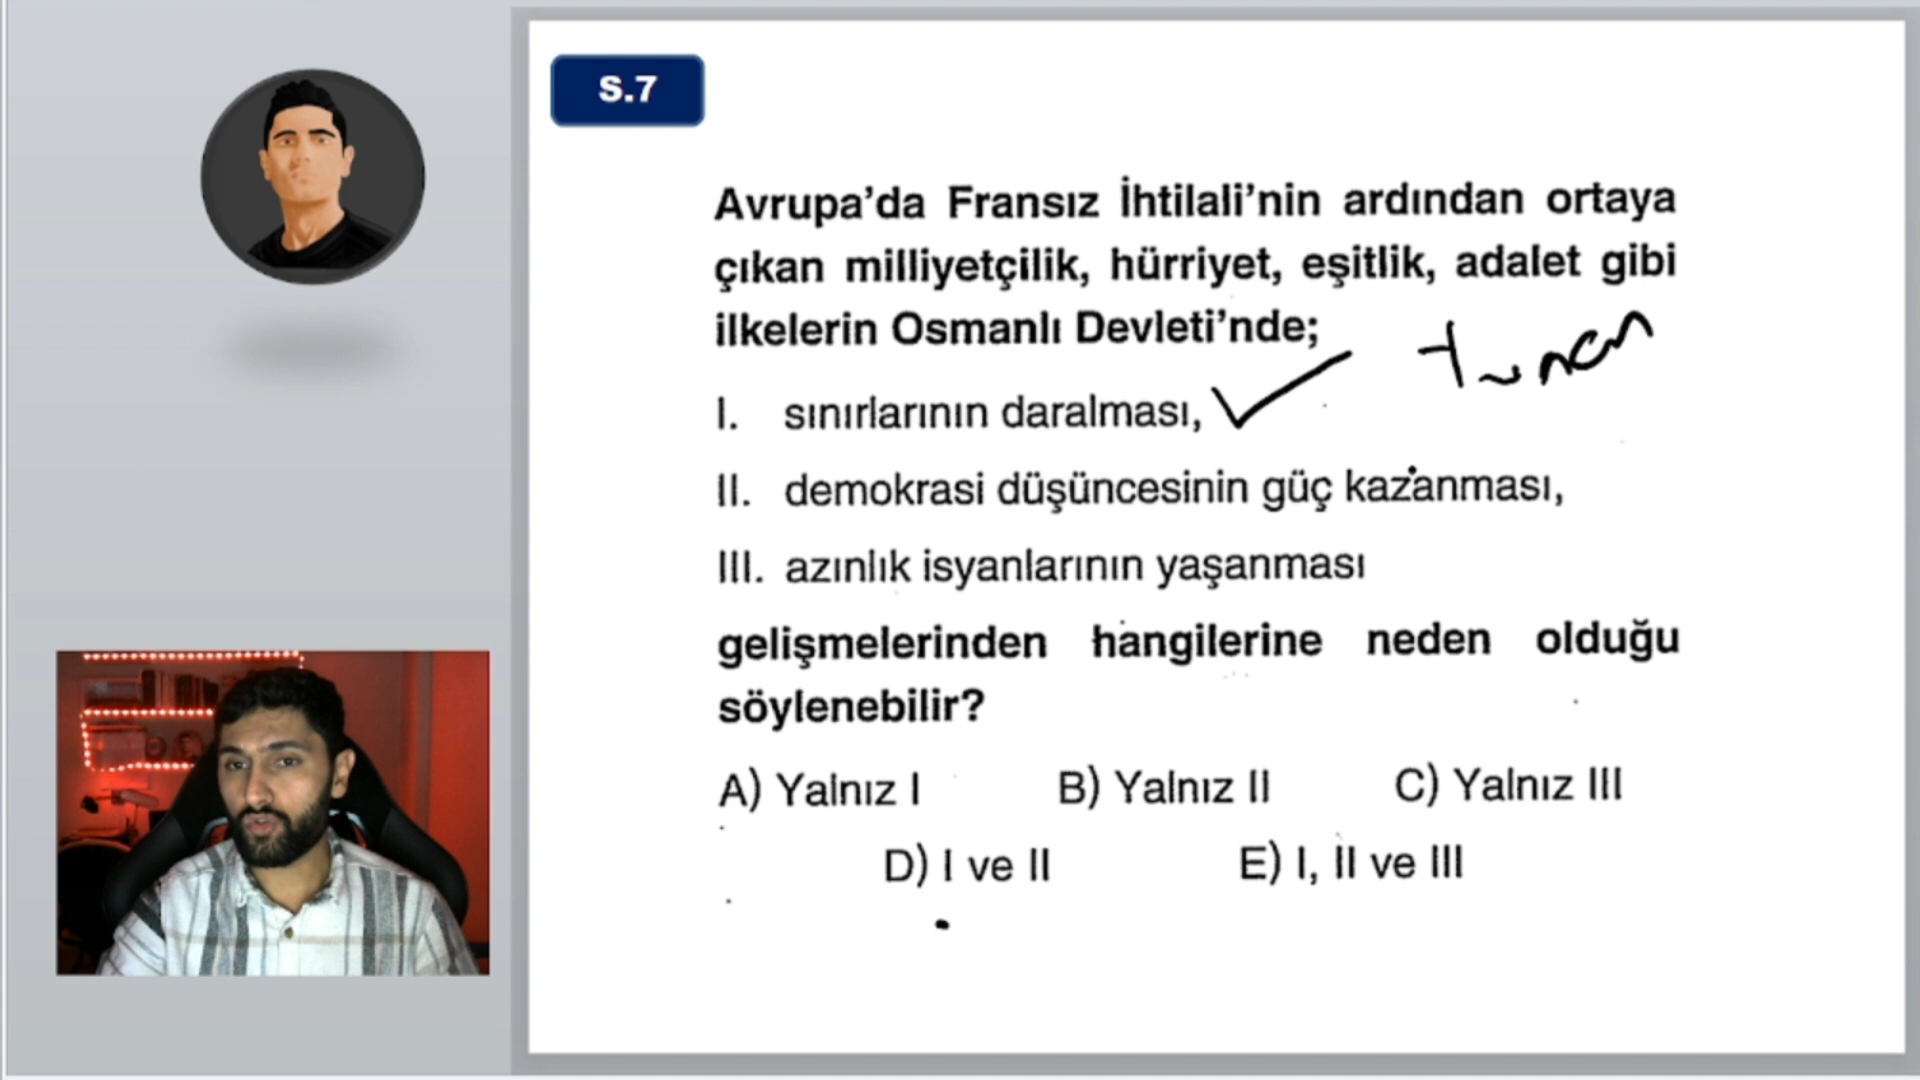 S.7
Avrupa’da Fransız İhtilali’nin ardından ortaya
çıkan milliyetçilik, hürriyet, eşitlik, adalet gibi
ilkelerin Osmanlı Devleti’nde;
I. sınırlarının daralması,
II. demokrasi düşüncesinin güç kazanması,
III. azınlık isyanlarının yaşanması
gelişmelerinden hangilerine neden olduğu
söylenebilir?
A) Yalnız I B) Yalnız II C) Yalnız III
D) I ve II E) I, II ve III